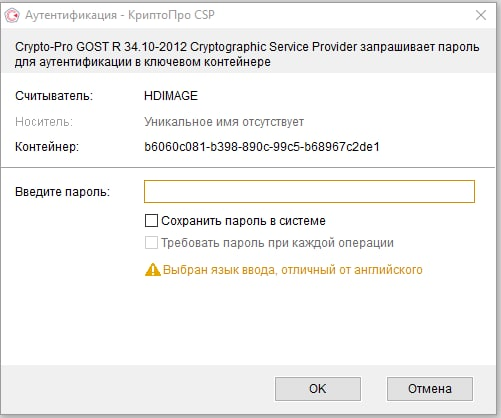 Аутентификация - КриптоПро CSP
Crypto-Pro GOST R 34.10-2012 Cryptographic Service Provider запрашивает пароль
для аутентификации в ключевом контейнере
Считыватель: HDIMAGE
Носитель: Уникальное имя отсутствует
Контейнер: b6060c081-b398-890c-99c5-b68967c2de1
Введите пароль:
Сохранить пароль в системе
Требовать пароль при каждой операции
Выбран язык ввода, отличный от английского
OK Отмена